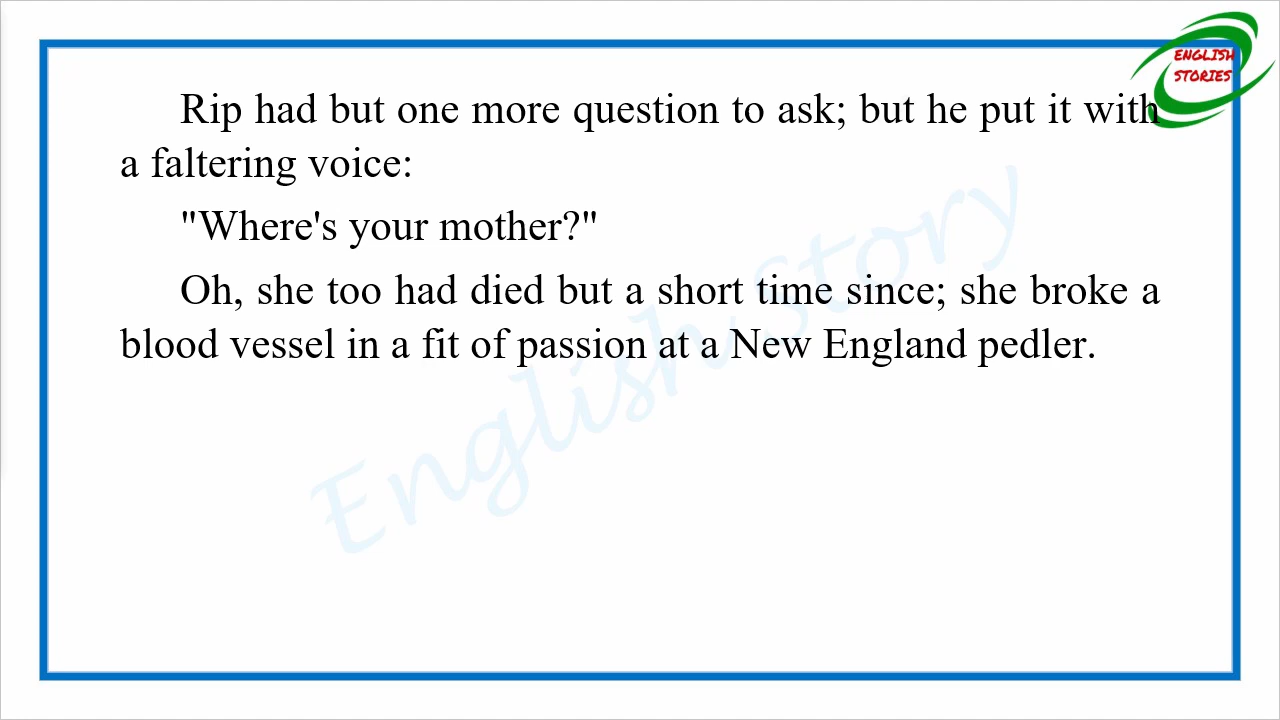 ENGLISH
STORIES
Rip had but one more question to ask; but he put it with
a faltering voice:
"Where's your mother?"
Oh, she too had died but a short time since; she broke a
blood vessel in a fit of passion at a New England pedler.
English story